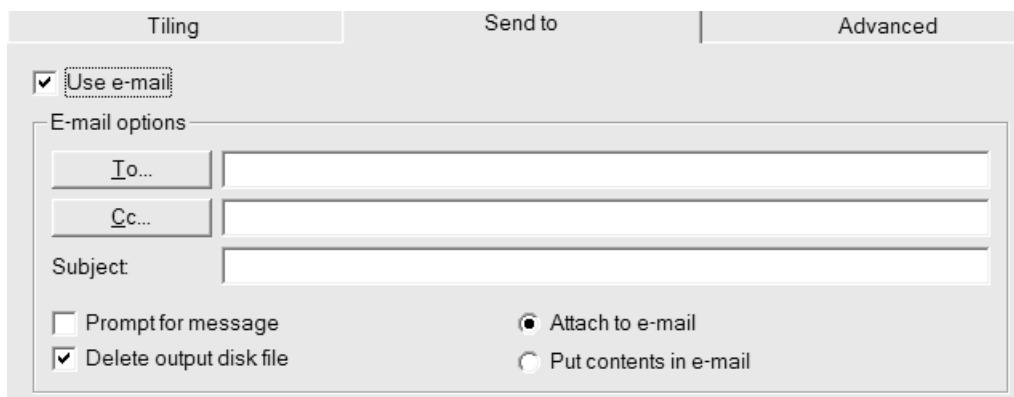 Tiling Send to Advanced
Use e-mail
E-mail options
To...
Cc...
Subject:
Prompt for message Attach to e-mail
Delete output disk file Put contents in e-mail